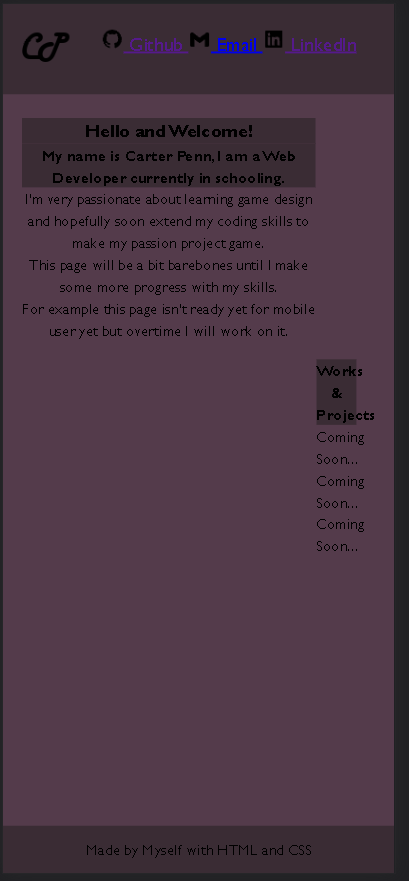 CP Github Email LinkedIn
Hello and Welcome!
My name is Carter Penn, I am a Web
Developer currently in schooling.
I'm very passionate about learning game design
and hopefully soon extend my coding skills to
make my passion project game.
This page will be a bit barebones until I make
some more progress with my skills.
For example this page isn't ready yet for mobile
user yet but overtime I will work on it.
Works
&
Projects
Coming
Soon...
Coming
Soon...
Coming
Soon...
Made by Myself with HTML and CSS